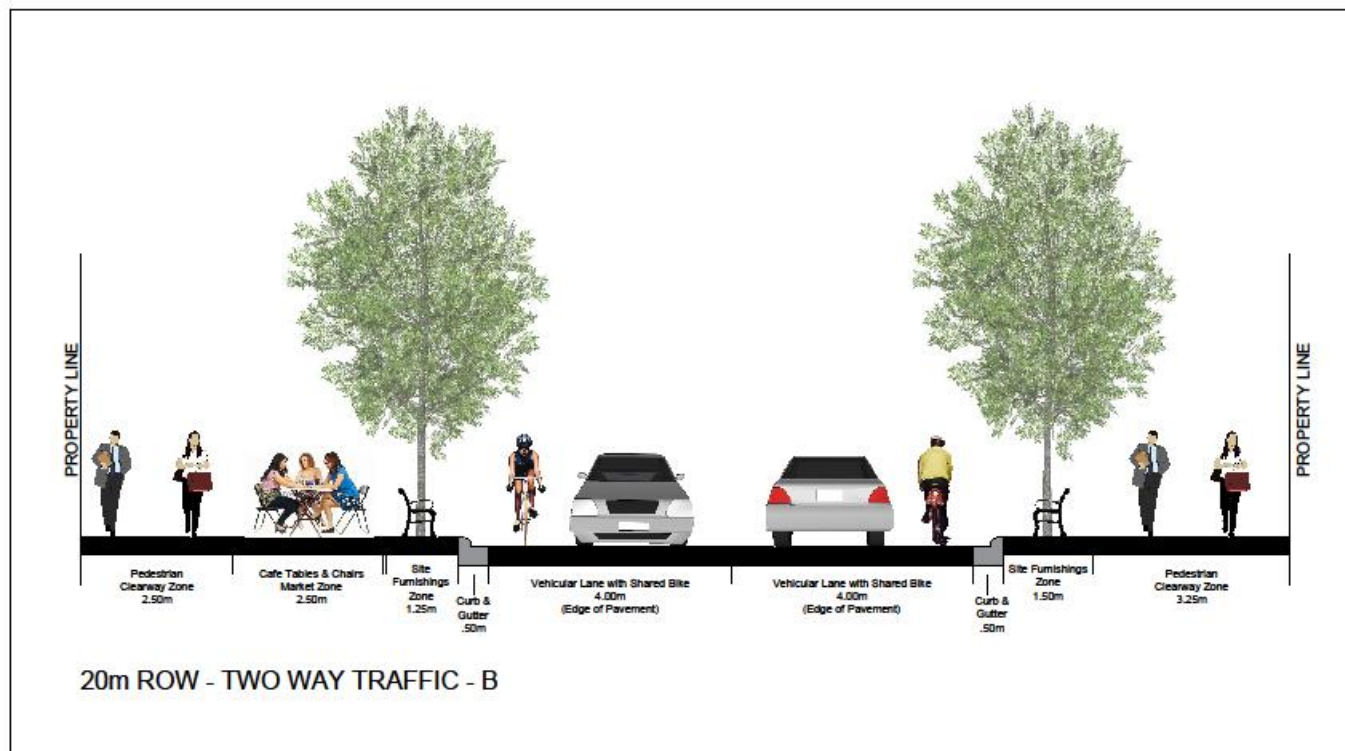 PROPERTY LINE
PROPERTY LINE
Pedestrian
Clearway Zone
2.50m
Cafe Tables & Chairs
Market Zone
2.50m
Site
Furnishings
Zone
1.25m
Curb &
Gutter
.50m
Vehicular Lane with Shared Bike
4.00m
(Edge of Pavement)
Vehicular Lane with Shared Bike
4.00m
(Edge of Pavement)
Curb &
Gutter
.50m
Site Furnishings
Zone
1.50m
Pedestrian
Clearway Zone
3.25m
20m ROW - TWO WAY TRAFFIC - B